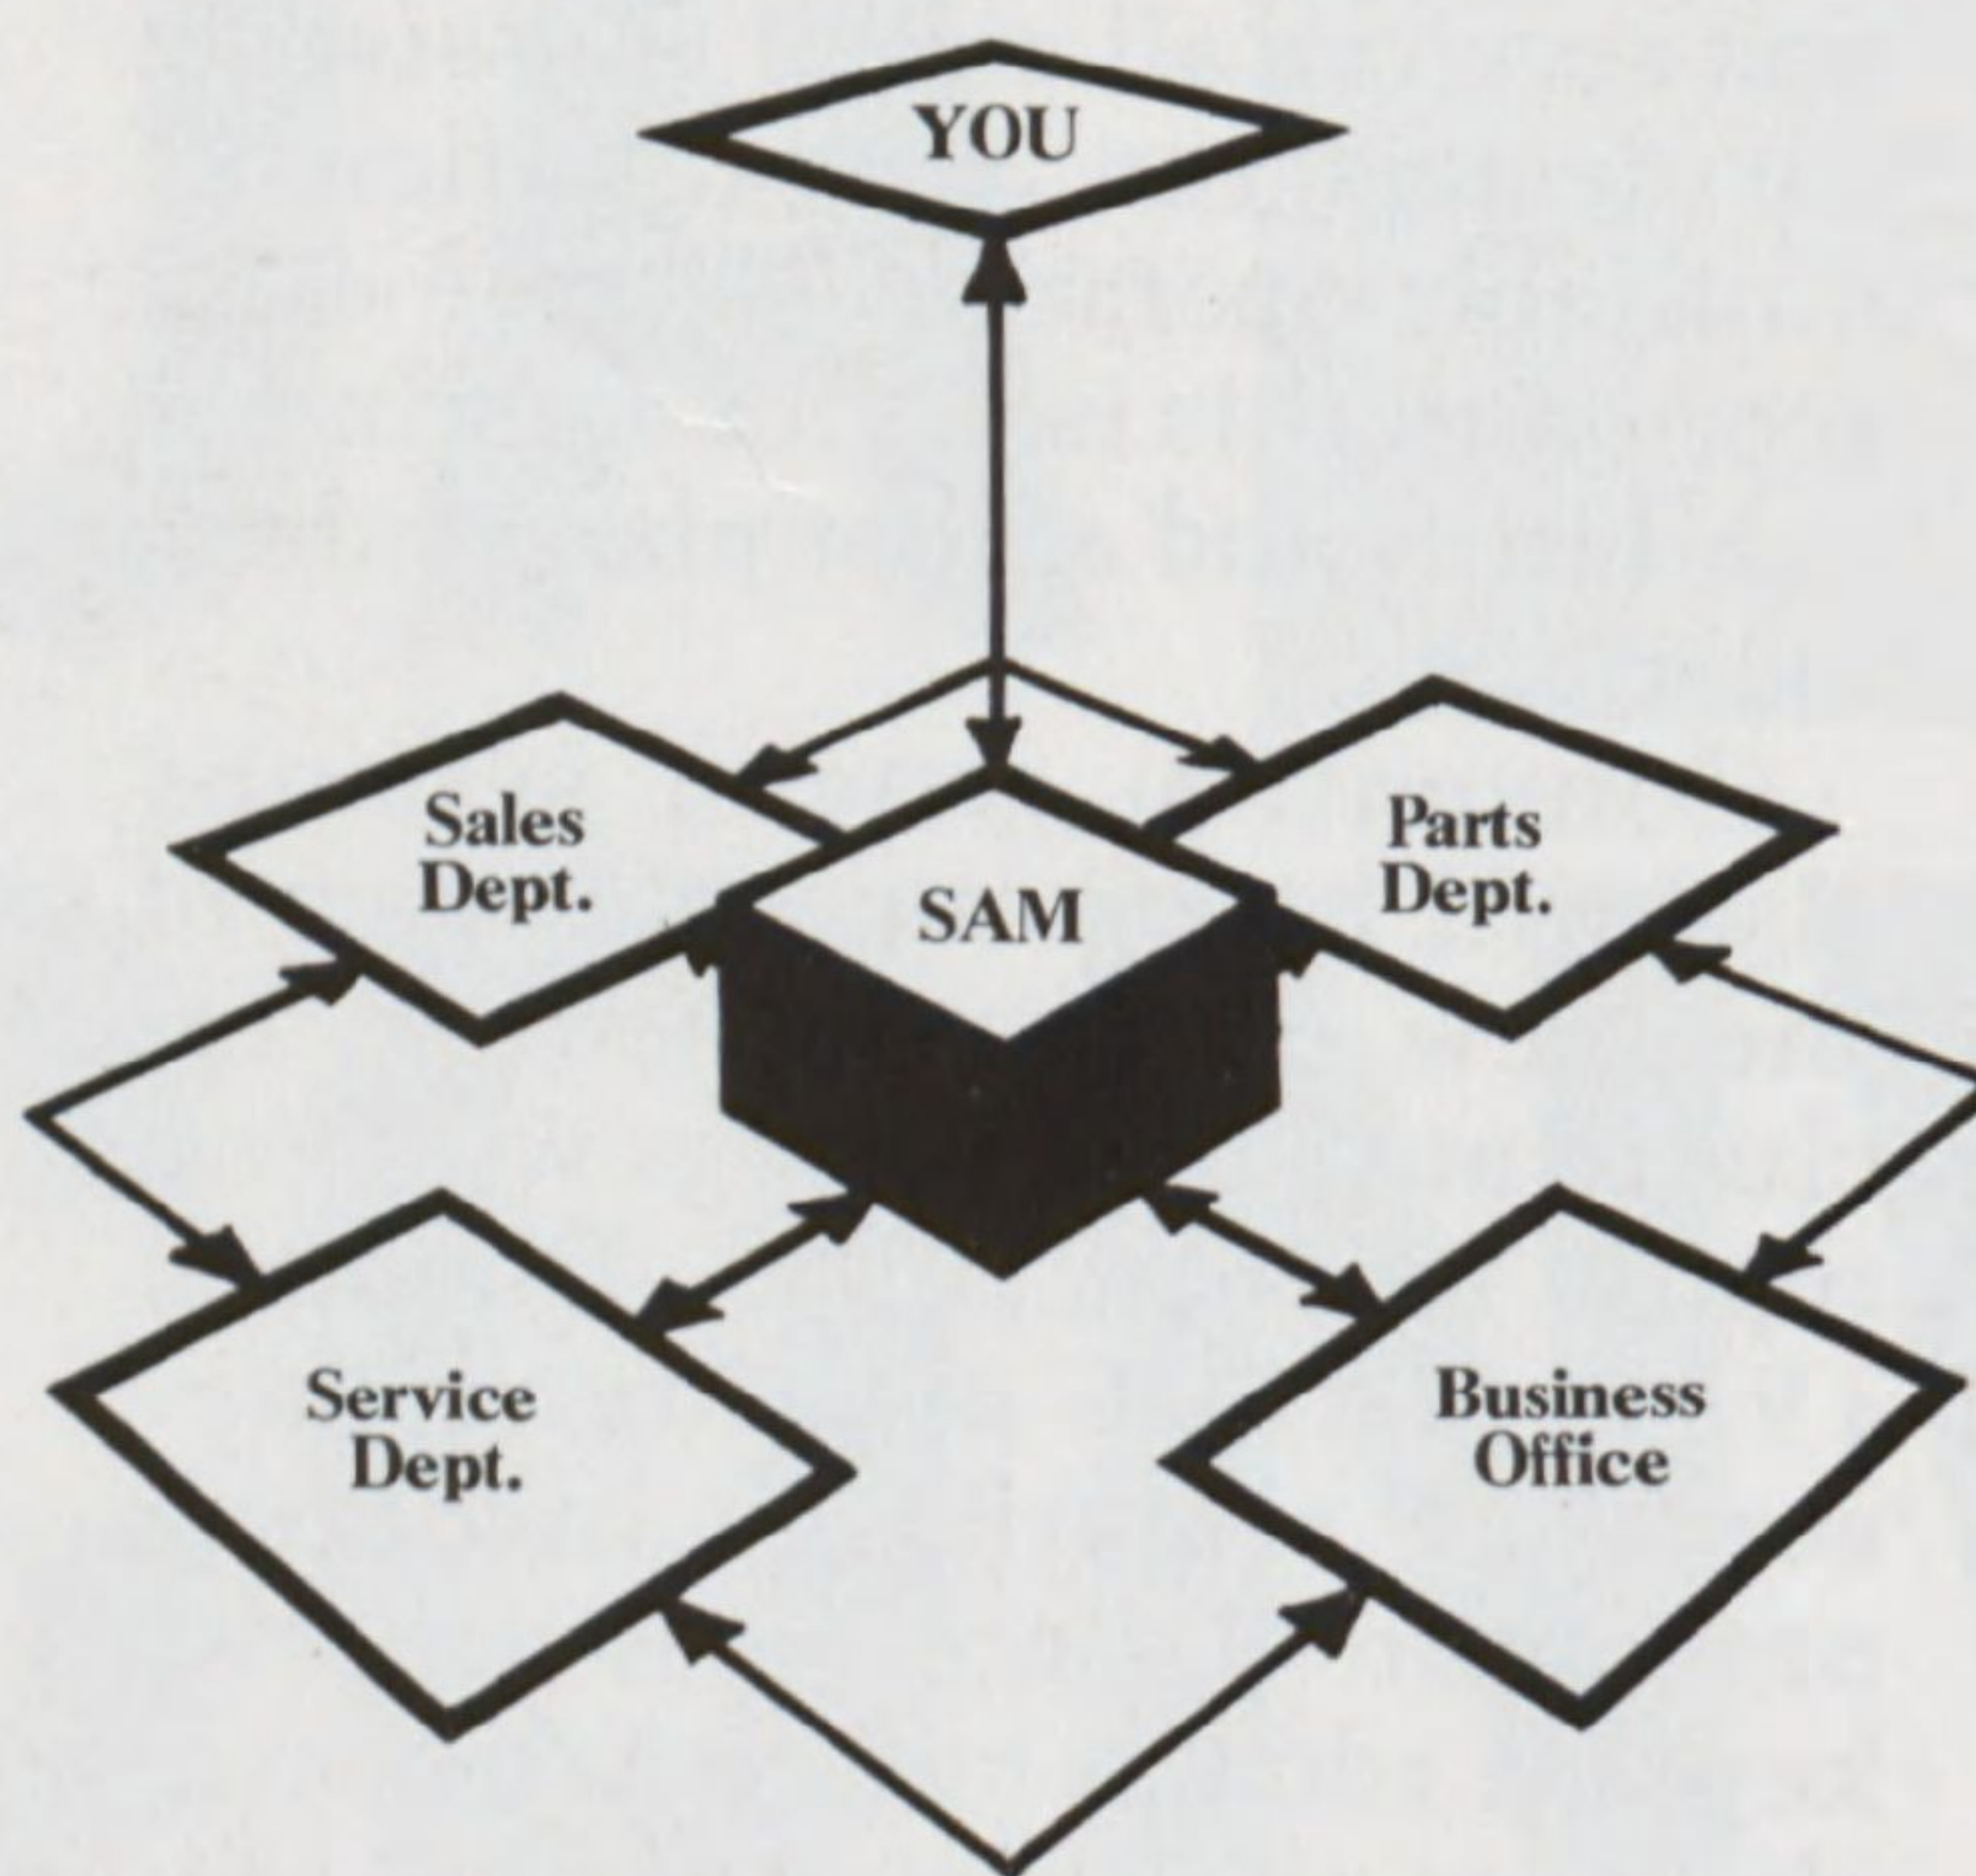 YOU
Sales
Dept.
Parts
Dept.
SAM
Service
Dept.
Business
Office